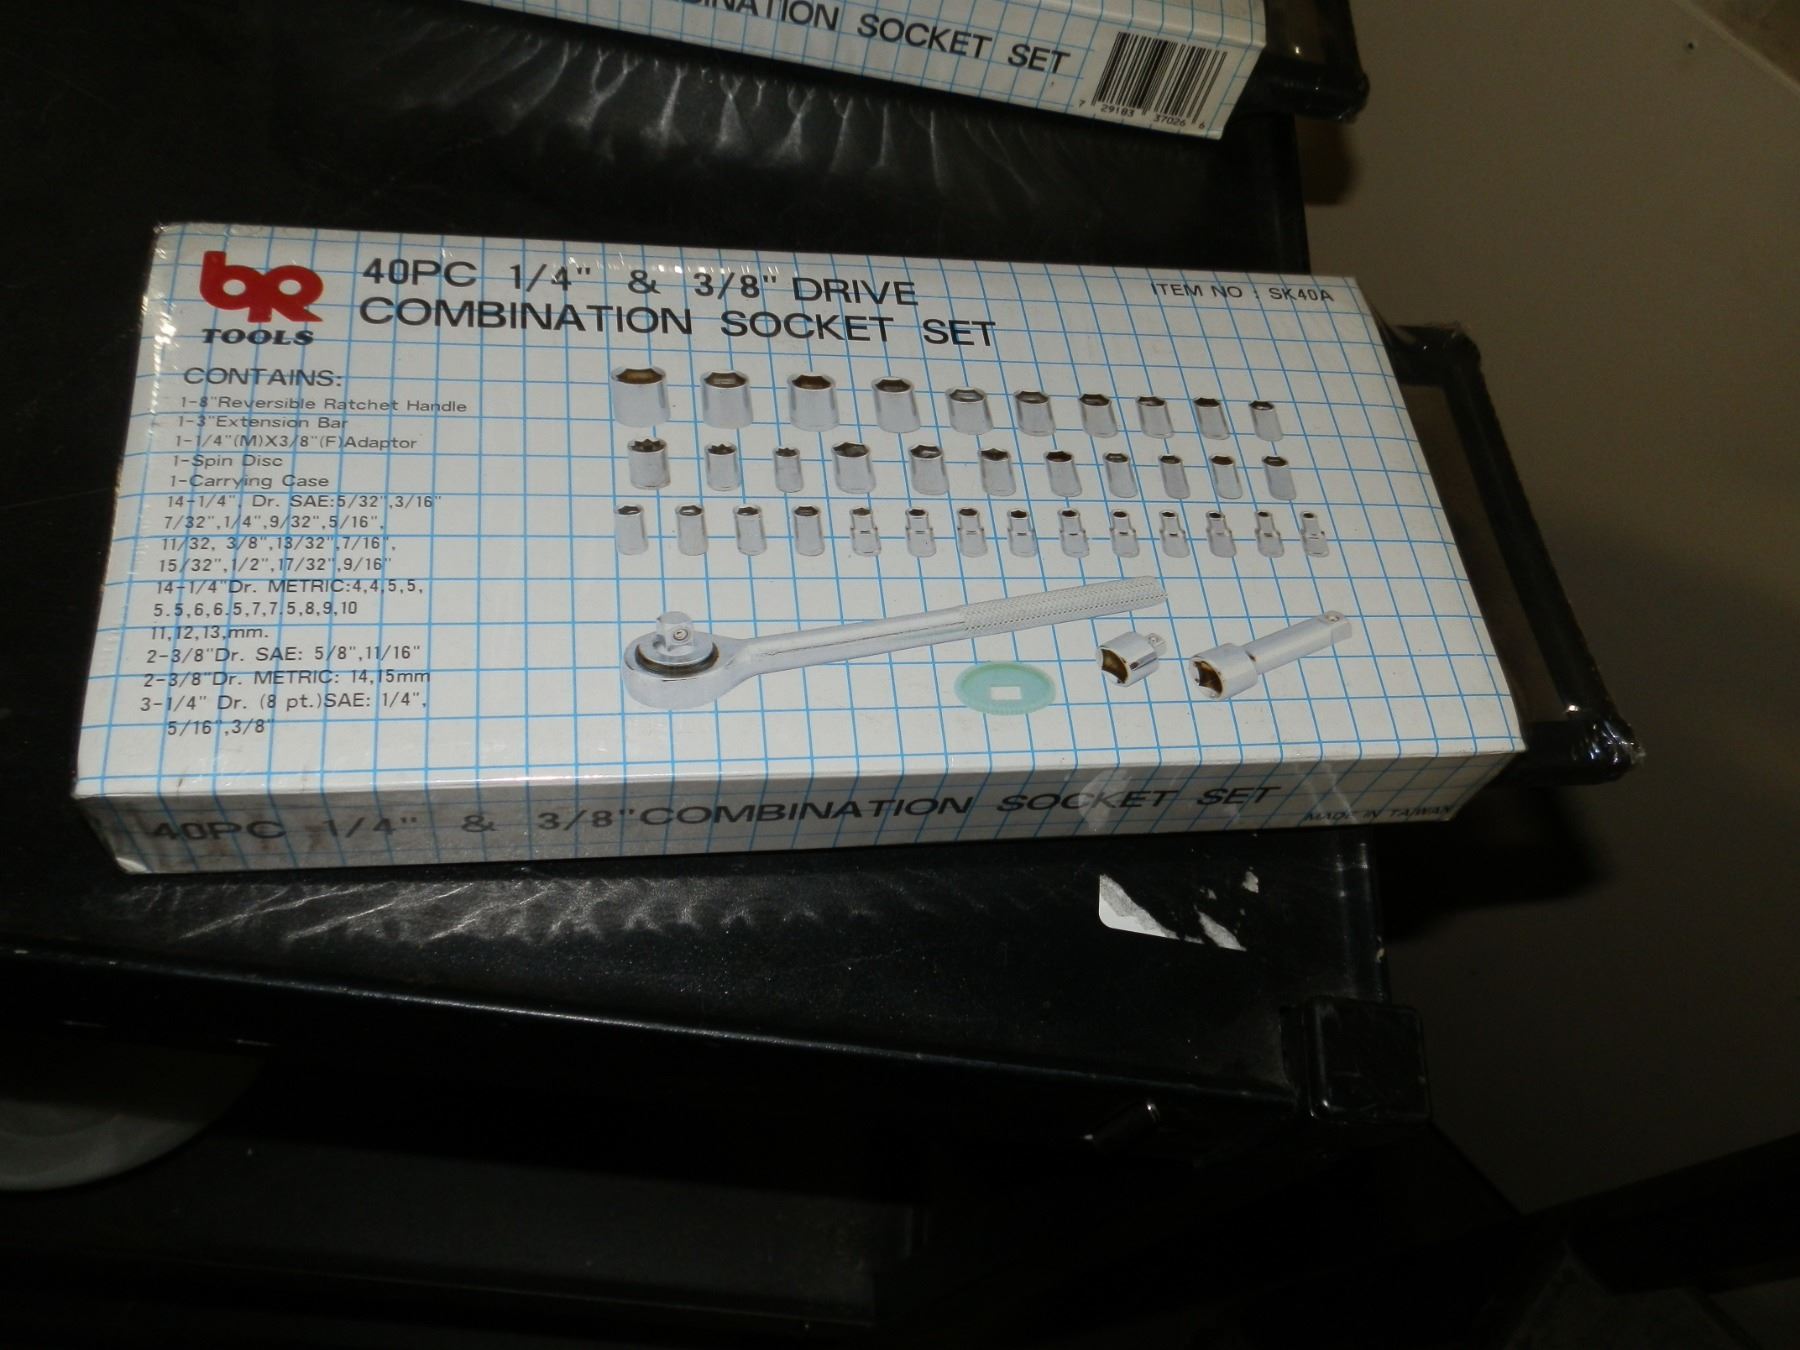 COMBINATION SOCKET SET
7 29183 37026 6
bR
TOOLS
40PC 1/4" & 3/8" DRIVE
COMBINATION SOCKET SET
ITEM NO : SK40A
CONTAINS:
1-8"Reversible Ratchet Handle
1-3"Extension Bar
1-1/4"(M)X3/8"(F)Adaptor
1-Spin Disc
1-Carrying Case
14-1/4", Dr. SAE:5/32",3/16"
7/32",1/4",9/32",5/16",
11/32, 3/8",13/32",7/16",
15/32",1/2",17/32",9/16"
14-1/4"Dr. METRIC:4,4.5,5,
5.5,6,6.5,7,7.5,8,9,10
11,12,13,mm.
2-3/8"Dr. SAE: 5/8",11/16"
2-3/8"Dr. METRIC: 14,15mm
3-1/4" Dr. (8 pt.)SAE: 1/4",
5/16",3/8"
40PC 1/4" & 3/8"COMBINATION SOCKET SET
MADE IN TAIWAN